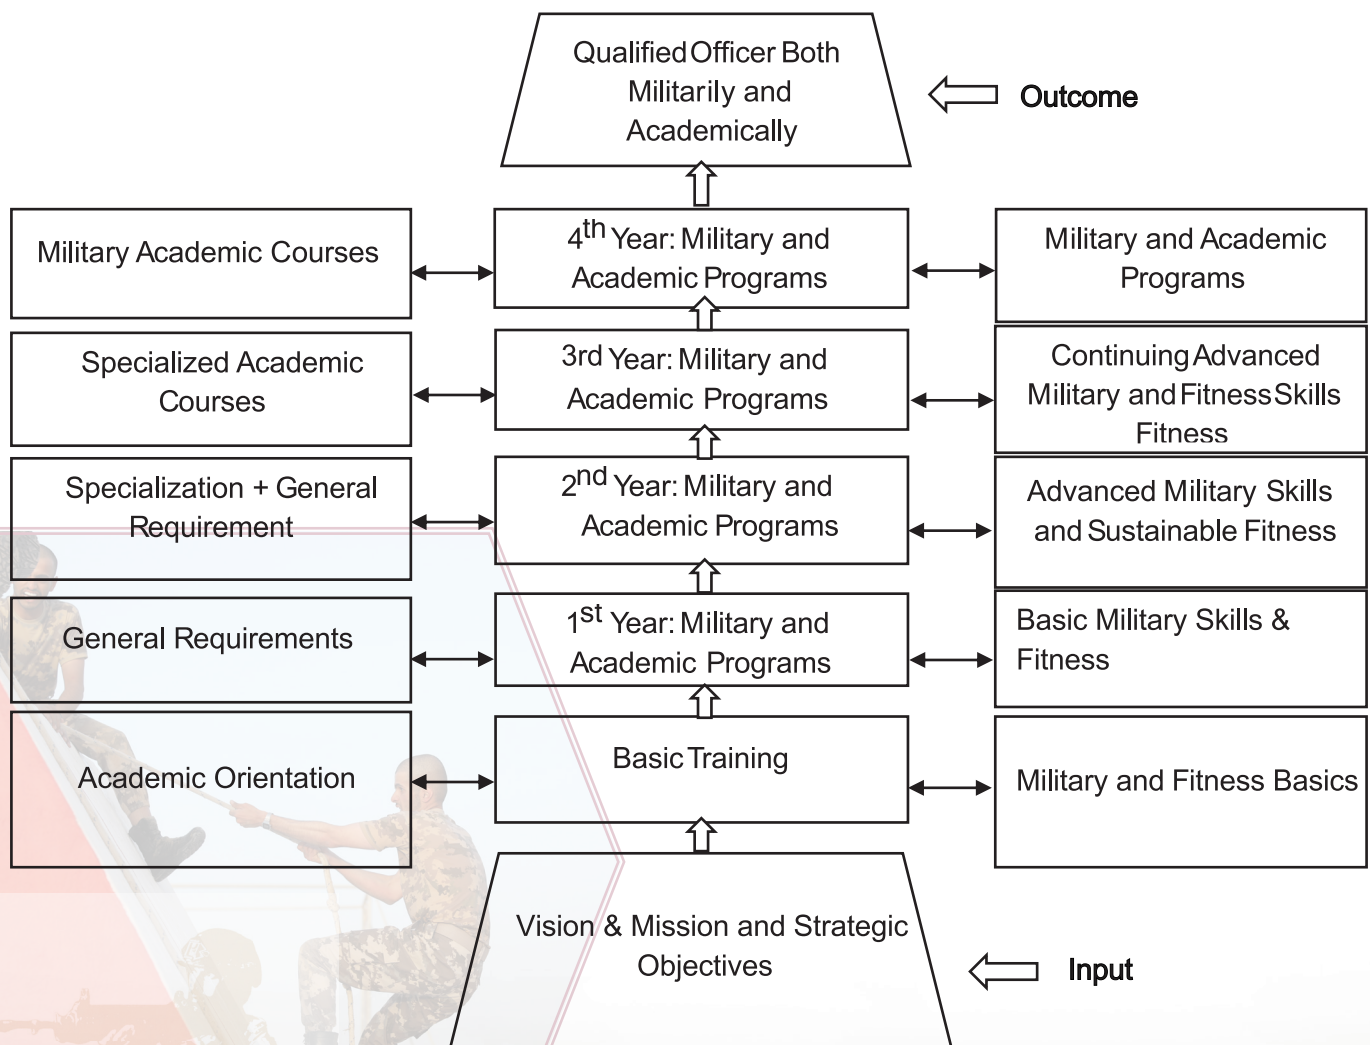 Qualified Officer Both
Militarily and
Academically
Outcome
Military Academic Courses
4th Year: Military and
Academic Programs
Military and Academic
Programs
Specialized Academic
Courses
3rd Year: Military and
Academic Programs
Continuing Advanced
Military and Fitness Skills
Fitness
Specialization + General
Requirement
2nd Year: Military and
Academic Programs
Advanced Military Skills
and Sustainable Fitness
General Requirements
1st Year: Military and
Academic Programs
Basic Military Skills &
Fitness
Academic Orientation
Basic Training
Military and Fitness Basics
Vision & Mission and Strategic
Objectives
Input